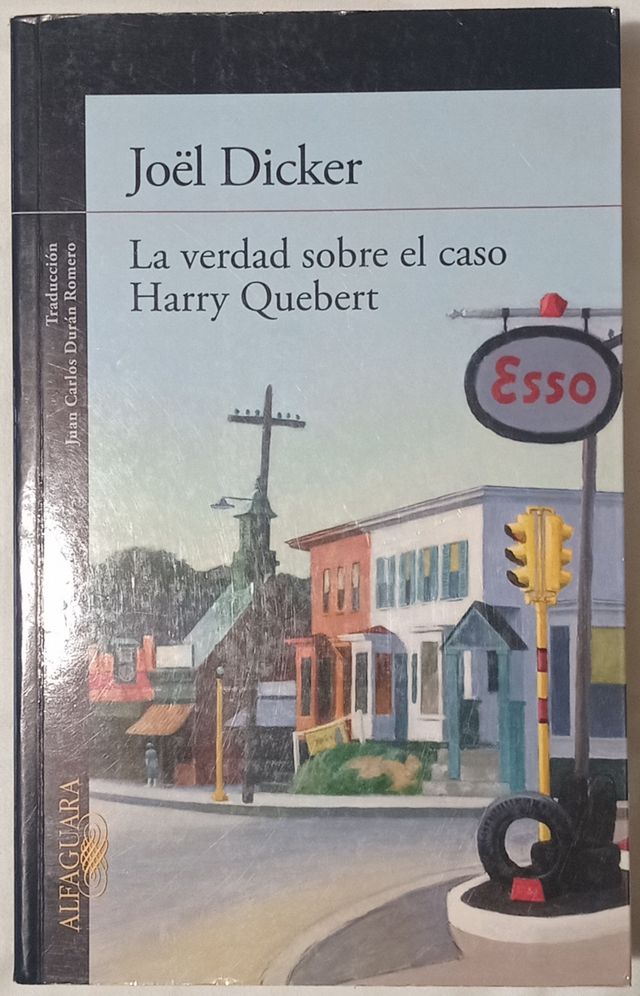 Joël Dicker
La verdad sobre el caso
Harry Quebert
Traducción
Juan Carlos Durán Romero
Esso
ALFAGUARA